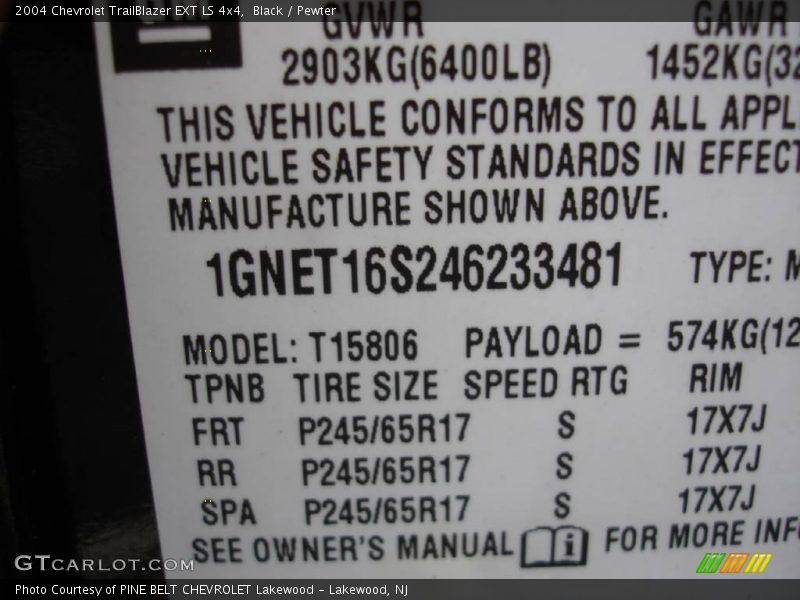 2004 Chevrolet TrailBlazer EXT LS 4x4, Black / Pewter
GVWR GAWR
2903KG(6400LB) 1452KG(32
THIS VEHICLE CONFORMS TO ALL APPL
VEHICLE SAFETY STANDARDS IN EFFECT
MANUFACTURE SHOWN ABOVE.
1GNET16S246233481 TYPE: M
MODEL: T15806 PAYLOAD = 574KG(12
TPNB TIRE SIZE SPEED RTG RIM
FRT P245/65R17 S 17X7J
RR P245/65R17 S 17X7J
SPA P245/65R17 S 17X7J
SEE OWNER'S MANUAL i FOR MORE INFO
GTCARLOT.COM
Photo Courtesy of PINE BELT CHEVROLET Lakewood - Lakewood, NJ